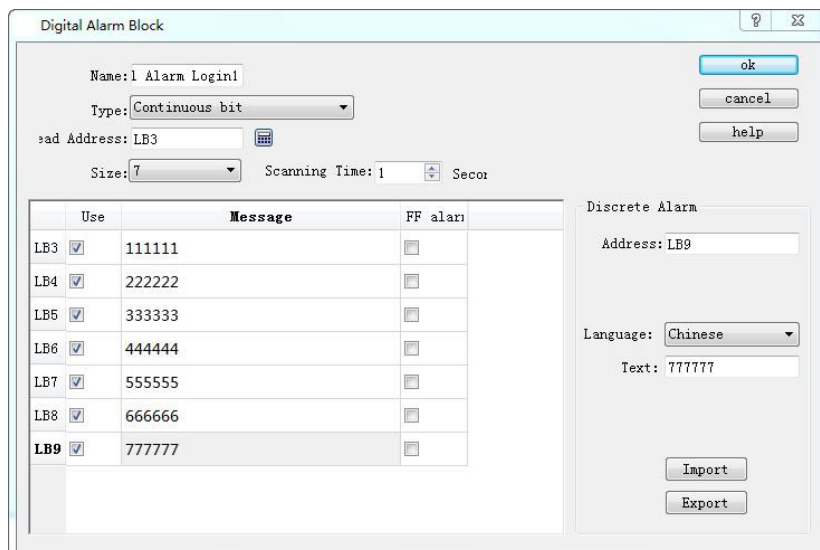 Digital Alarm Block
Name: l Alarm Login1
ok
Type: Continuous bit
cancel
ead Address: LB3
help
Size: 7 Scanning Time: 1 Secor
Use Message FF alarm
Discrete Alarm
LB3 111111
Address: LB9
LB4 222222
LB5 333333
LB6 444444
Language: Chinese
Text: 777777
LB7 555555
LB8 666666
LB9 777777
Import
Export